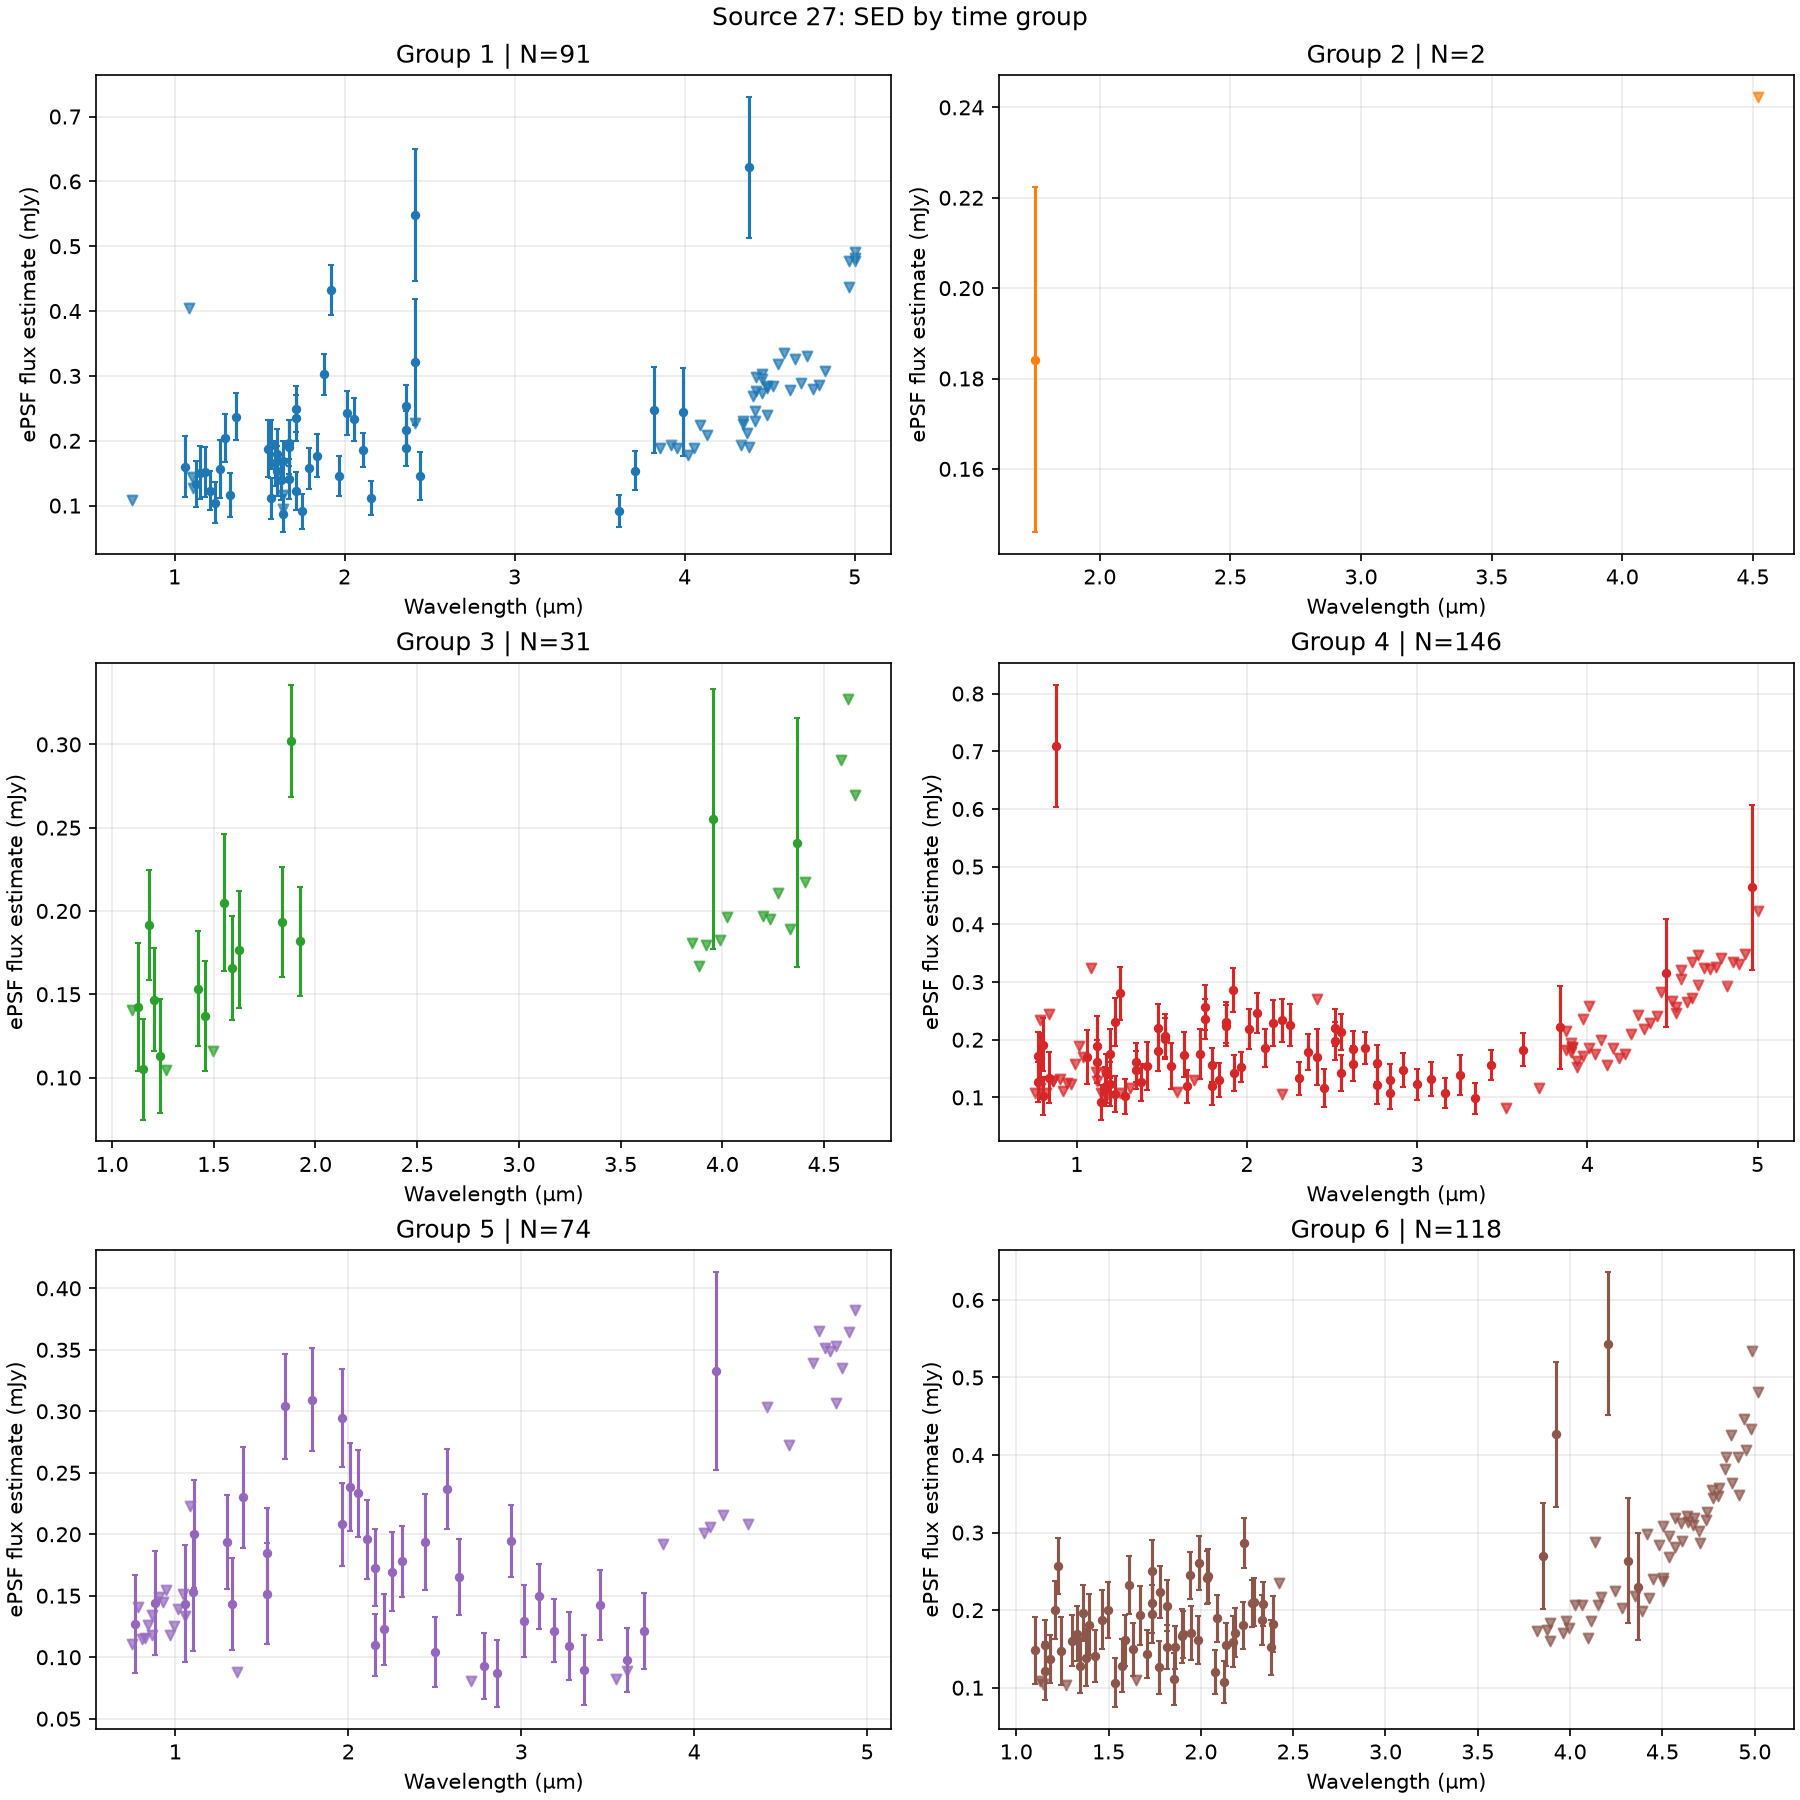 Source 27: SED by time group
Group 1 | N=91
ePSF flux estimate (mJy)
0.7
0.6
0.5
0.4
0.3
0.2
0.1
1 2 3 4 5
Wavelength (μm)
Group 2 | N=2
ePSF flux estimate (mJy)
0.24
0.22
0.20
0.18
0.16
2.0 2.5 3.0 3.5 4.0 4.5
Wavelength (μm)
Group 3 | N=31
ePSF flux estimate (mJy)
0.30
0.25
0.20
0.15
0.10
1.0 1.5 2.0 2.5 3.0 3.5 4.0 4.5
Wavelength (μm)
Group 4 | N=146
ePSF flux estimate (mJy)
0.8
0.7
0.6
0.5
0.4
0.3
0.2
0.1
1 2 3 4 5
Wavelength (μm)
Group 5 | N=74
ePSF flux estimate (mJy)
0.40
0.35
0.30
0.25
0.20
0.15
0.10
0.05
1 2 3 4 5
Wavelength (μm)
Group 6 | N=118
ePSF flux estimate (mJy)
0.6
0.5
0.4
0.3
0.2
0.1
1.0 1.5 2.0 2.5 3.0 3.5 4.0 4.5 5.0
Wavelength (μm)